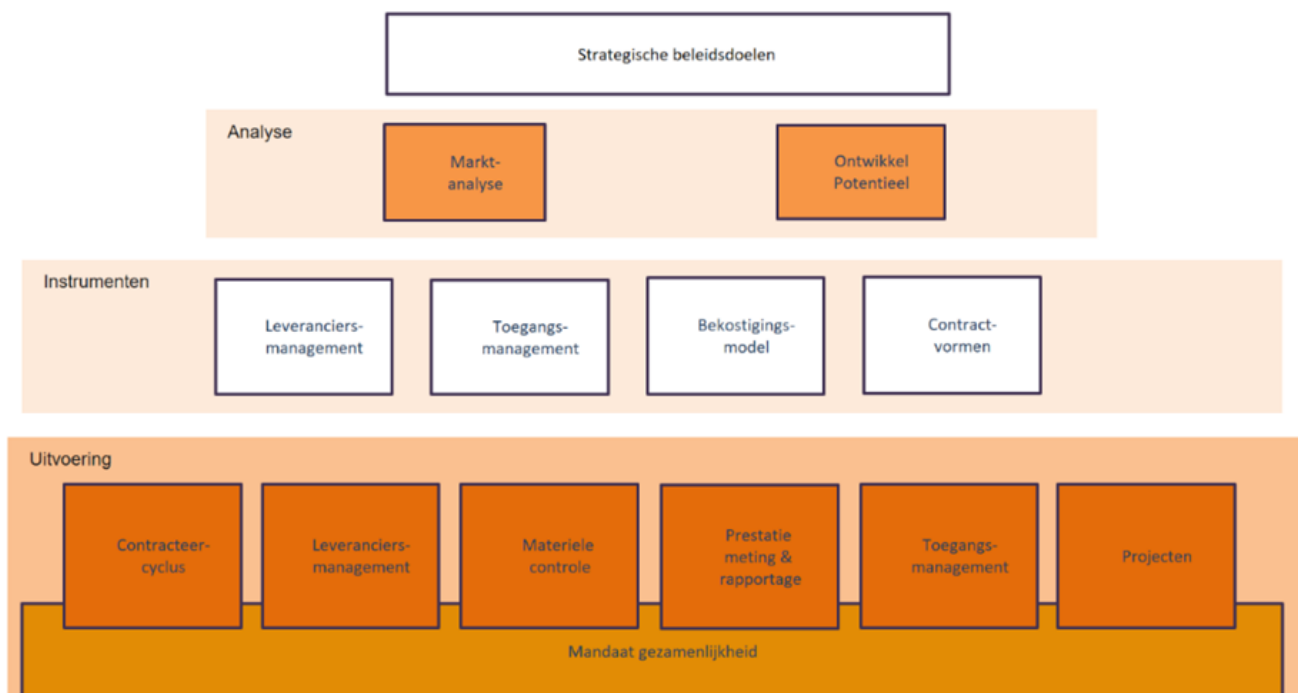 Strategische beleidsdoelen
Analyse
Markt-
analyse
Ontwikkel
Potentieel
Instrumenten
Leveranciers-
management
Toegangs-
management
Bekostigings-
model
Contract-
vormen
Uitvoering
Contracteer-
cyclus
Leveranciers-
management
Materiele
controle
Prestatie
meting &
rapportage
Toegangs-
management
Projecten
Mandaat gezamenlijkheid